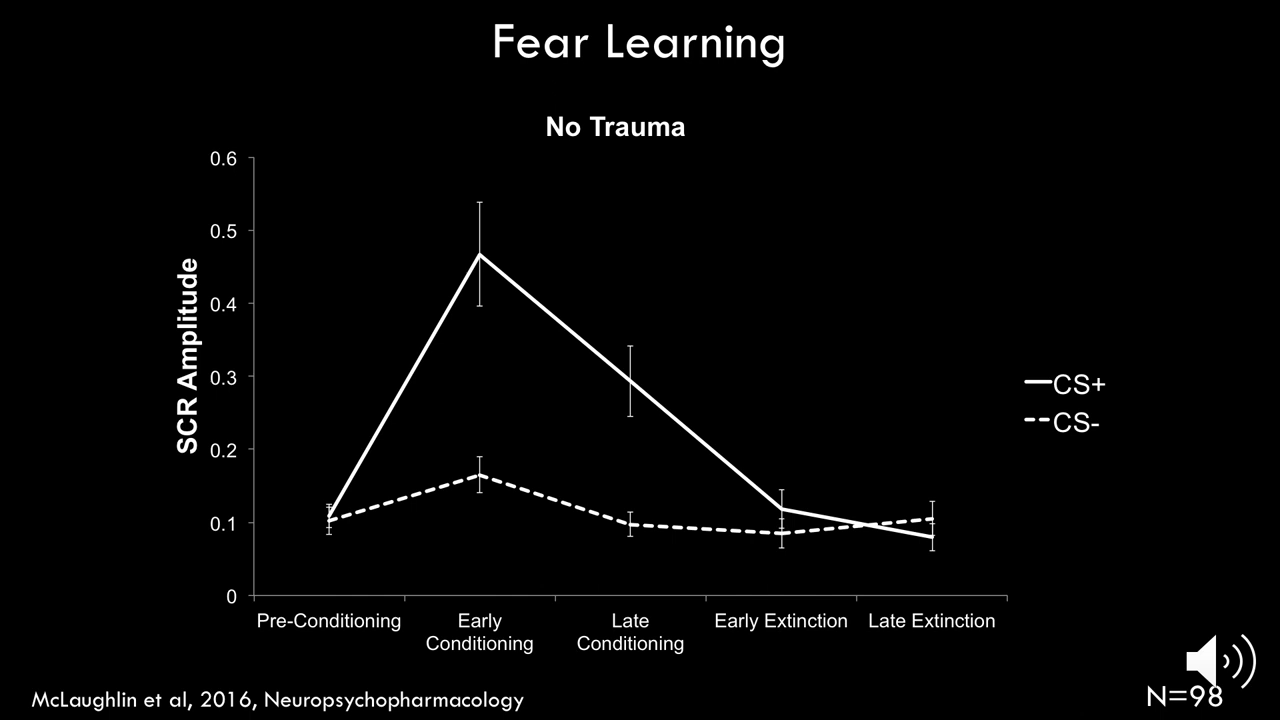 Fear Learning
No Trauma
SCR Amplitude
0.6
0.5
0.4
0.3
0.2
0.1
0
Pre-Conditioning
Early
Conditioning
Late
Conditioning
Early Extinction
Late Extinction
CS+
CS-
McLaughlin et al, 2016, Neuropsychopharmacology
N=98